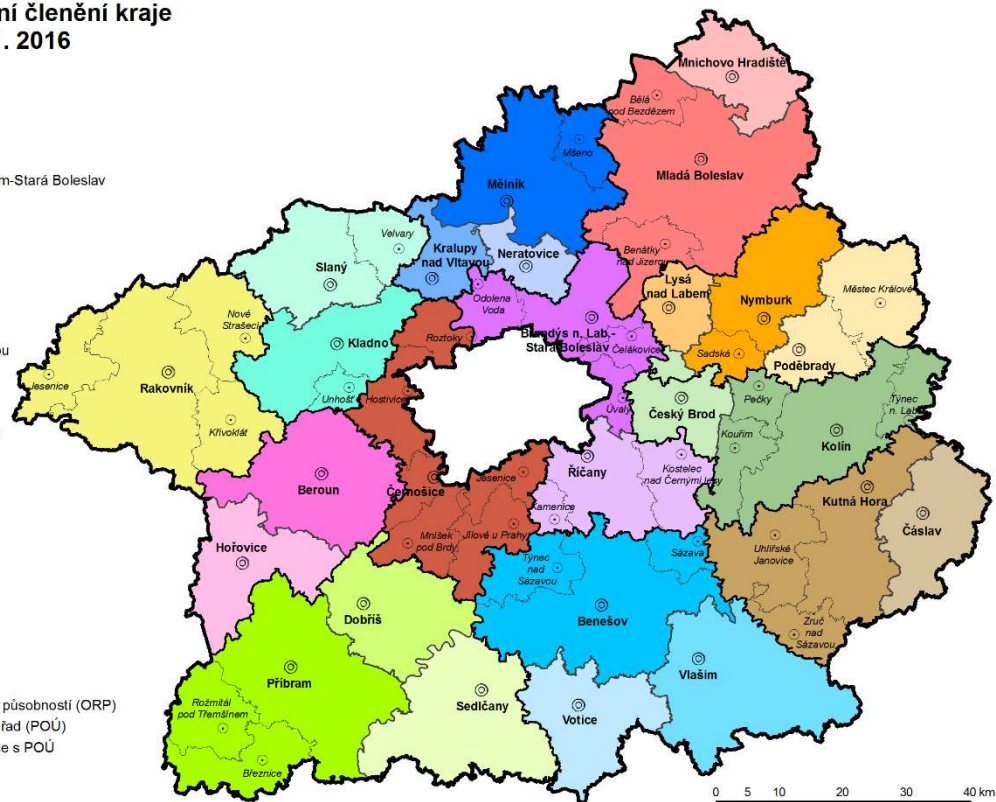 ní členění kraje
. 2016
m-Stará Boleslav
ou
působností (ORP)
řad (POÚ)
e s POÚ
Mnichovo Hradiště
Bělá
pod Bezdězem
Mladá Boleslav
Mšeno
Mělník
Benátky
nad Jizerou
Velvary
Slaný
Kralupy
nad Vltavou
Neratovice
Lysá
nad Labem
Nymburk
Městec Králové
Odolena
Voda
Brandýs n. Lab.-
Stará Boleslav
Čelákovice
Sadská
Poděbrady
Nové
Strašecí
Kladno
Roztoky
Jesenice
Rakovník
Unhošť
Hostivice
Úvaly
Český Brod
Pečky
Týnec
n. Lab.
Křivoklát
Kouřim
Kolín
Beroun
Černošice
Jesenice
Říčany
Kostelec
nad Černými lesy
Kutná Hora
Kamenice
Čáslav
Hořovice
Mníšek
pod Brdy
Jílové u Prahy
Týnec
nad
Sázavou
Sázava
Uhlířské
Janovice
Dobříš
Benešov
Zruč
nad
Sázavou
Příbram
Sedlčany
Votice
Vlašim
Rožmitál
pod Třemšínem
Březnice
0 5 10 20 30 40 km